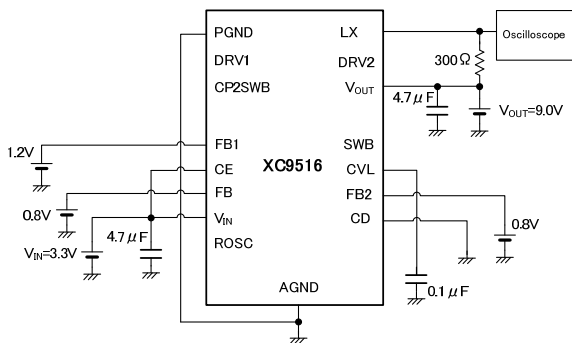 PGND
LX
Oscilloscope
DRV1
DRV2
300Ω
CP2SWB
VOUT
4.7μF
VOUT=9.0V
1.2V
FB1
XC9516
SWB
CE
CVL
0.8V
FB
FB2
VIN
CD
0.8V
VIN=3.3V
4.7μF
ROSC
AGND
0.1μF